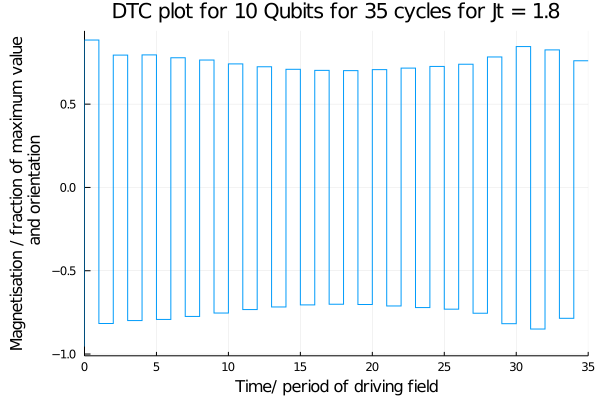 DTC plot for 10 Qubits for 35 cycles for Jt = 1.8
Magnetisation / fraction of maximum value
and orientation
0.5
0.0
−0.5
−1.0
0 5 10 15 20 25 30 35
Time/ period of driving field